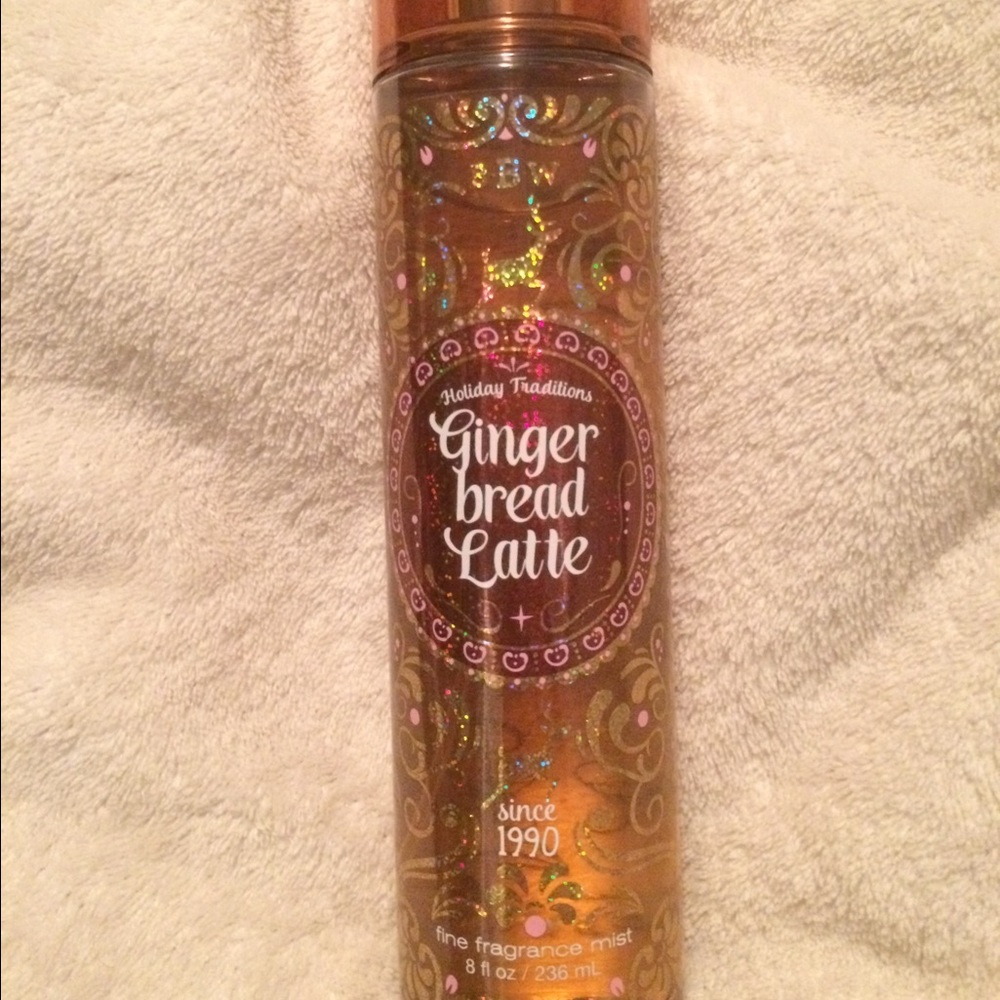 BBW
Holiday Traditions
Ginger
bread
Latte
since
1990
fine fragrance mist
8 fl oz / 236 mL